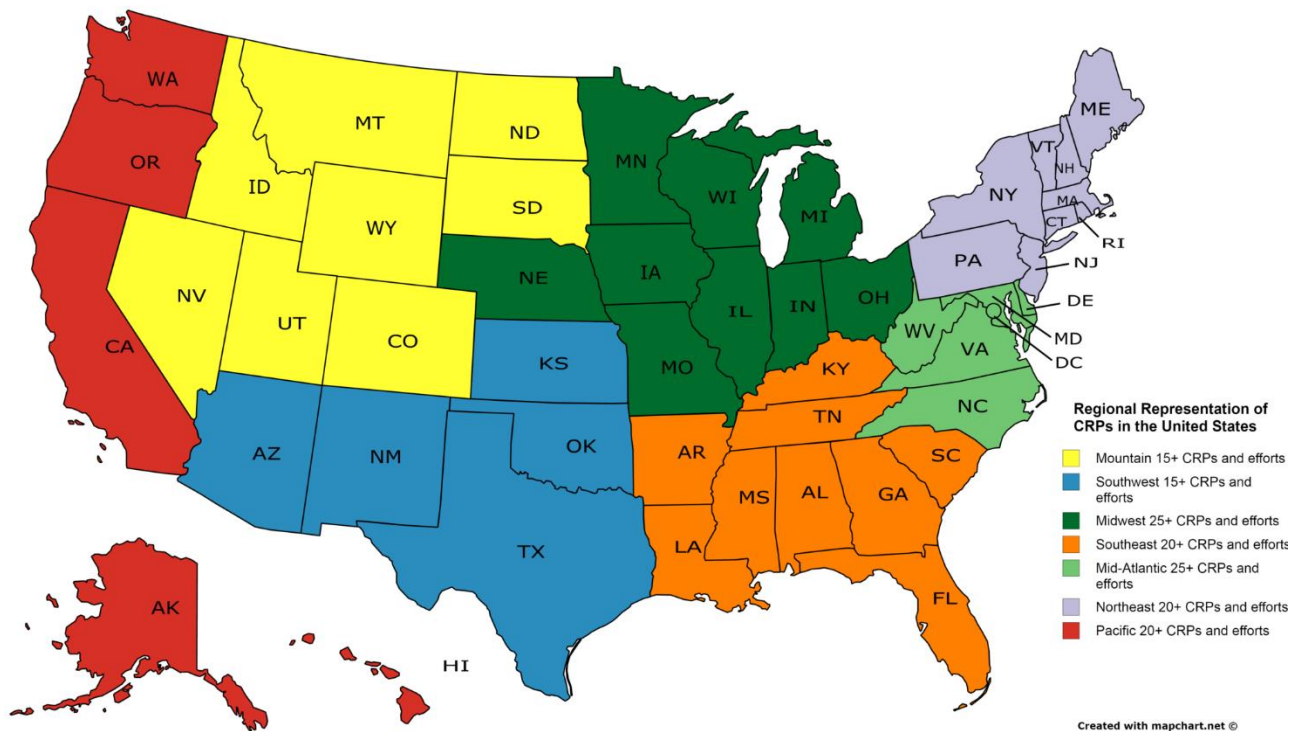 WA
MT
ND
MN
ME
OR
ID
SD
WI
MI
VT
NH
NY
MA
CT
RI
WY
NE
IA
PA
NJ
NV
UT
CO
IL
IN
OH
DE
WV
MD
VA
DC
CA
KS
MO
KY
NC
TN
AZ
NM
OK
AR
SC
MS
AL
GA
TX
LA
FL
AK
HI
Regional Representation of
CRPs in the United States
Mountain 15+ CRPs and efforts
Southwest 15+ CRPs and
efforts
Midwest 25+ CRPs and efforts
Southeast 20+ CRPs and efforts
Mid-Atlantic 25+ CRPs and
efforts
Northeast 20+ CRPs and efforts
Pacific 20+ CRPs and efforts
Created with mapchart.net ©